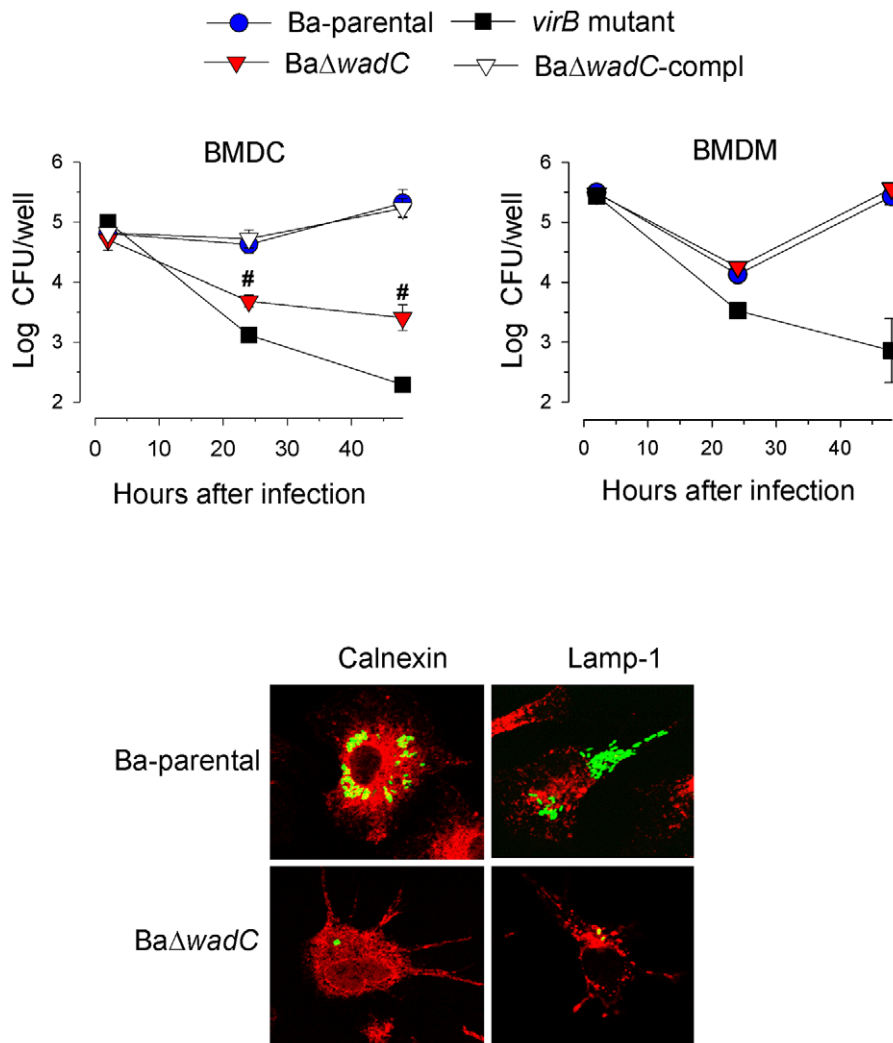 Ba-parental virB mutant
BaΔwadC BaΔwadC-compl
BMDC BMDM
6 6
5 5
4 # 4
# 
3 3
2 2
Log CFU/well Log CFU/well
0 10 20 30 40 0 10 20 30 40
Hours after infection Hours after infection
Calnexin Lamp-1
Ba-parental
BaΔwadC